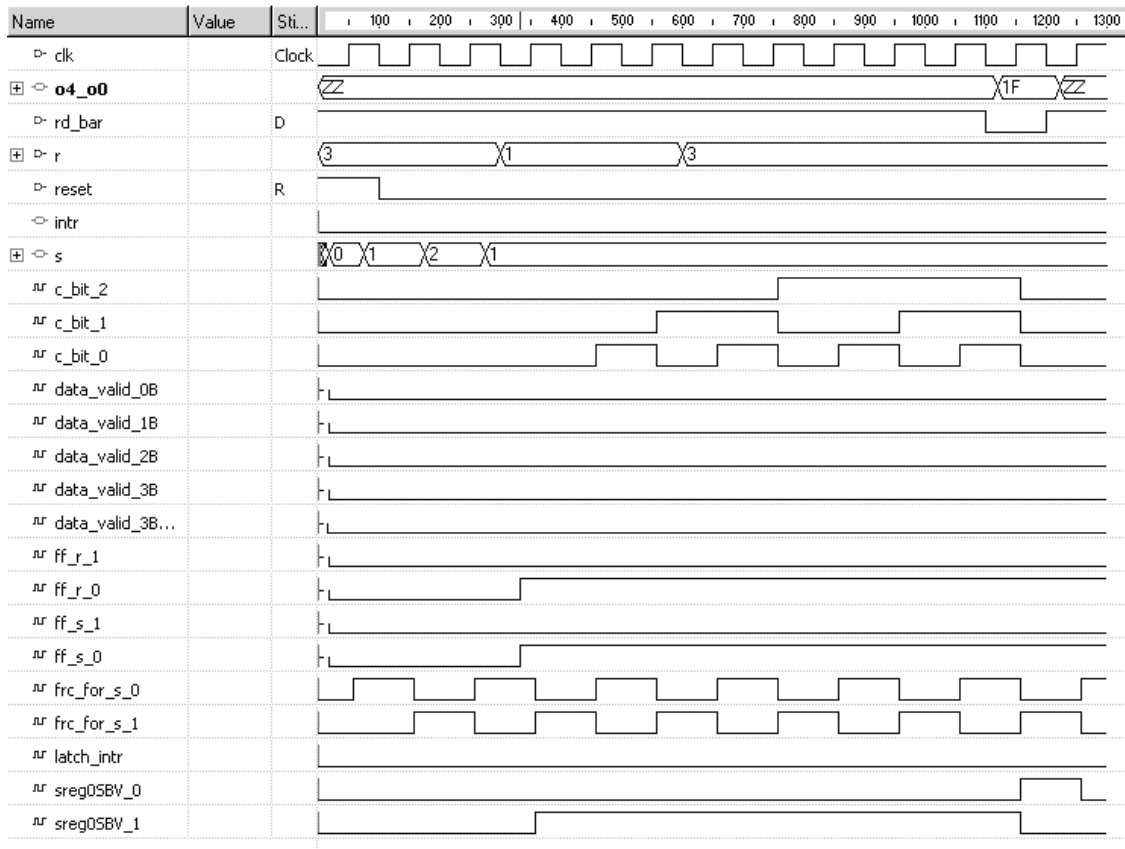 Name Value Sti... 100 200 300 400 500 600 700 800 900 1000 1100 1200 1300
clk Clock
o4_o0 ZZ 1F ZZ
rd_bar D
r 3 1 3
reset R
intr
s 0 1 2 1
c_bit_2
c_bit_1
c_bit_0
data_valid_0B
data_valid_1B
data_valid_2B
data_valid_3B
data_valid_3B...
ff_r_1
ff_r_0
ff_s_1
ff_s_0
frc_for_s_0
frc_for_s_1
latch_intr
sreg0SBV_0
sreg0SBV_1